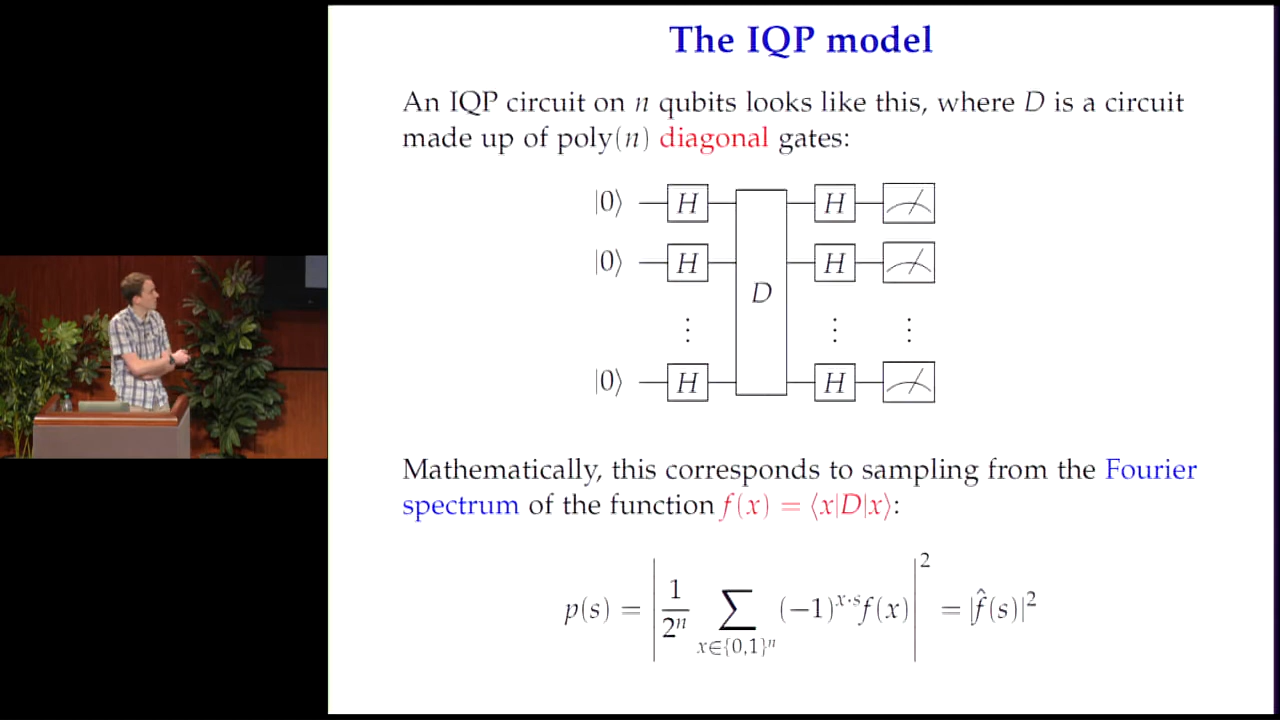 The IQP model
An IQP circuit on n qubits looks like this, where D is a circuit
made up of poly(n) diagonal gates:
|0⟩ H H
|0⟩ H H
D
⋮ ⋮ ⋮
|0⟩ H H
Mathematically, this corresponds to sampling from the Fourier
spectrum of the function f(x) = ⟨x|D|x⟩:
p(s) = |1/2ⁿ ∑_{x∈{0,1}ⁿ} (−1)^{x·s} f(x)|² = |f̂(s)|²